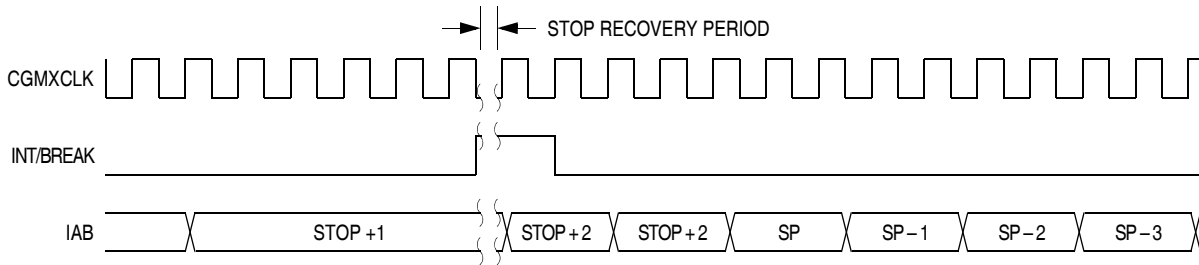 STOP RECOVERY PERIOD
CGMXCLK
INT/BREAK
IAB STOP +1 STOP + 2 STOP + 2 SP SP – 1 SP – 2 SP – 3